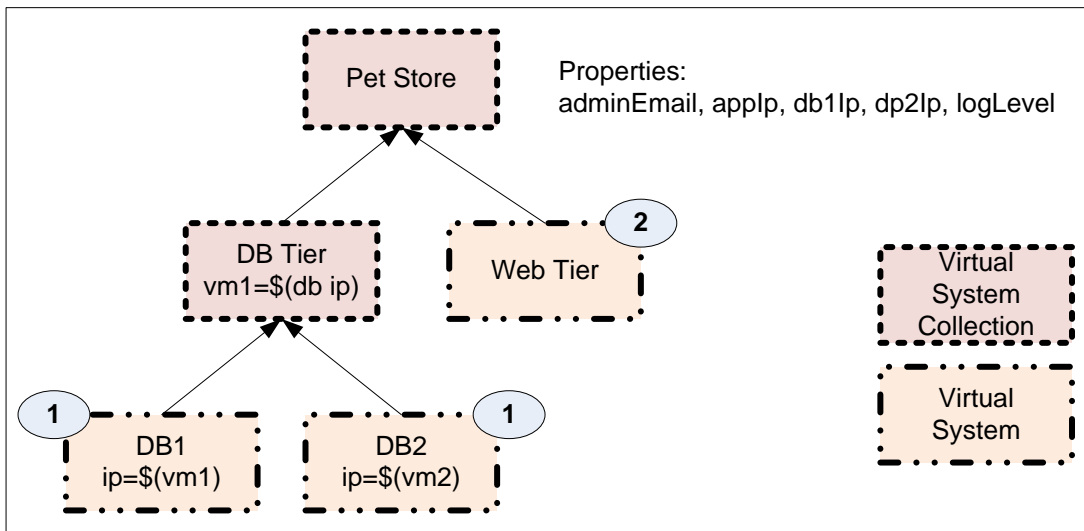 Pet Store
Properties:
adminEmail, appIp, db1Ip, dp2Ip, logLevel
DB Tier
vm1=$(db ip)
Web Tier
2
Virtual
System
Collection
1
DB1
ip=$(vm1)
DB2
ip=$(vm2)
1
Virtual
System